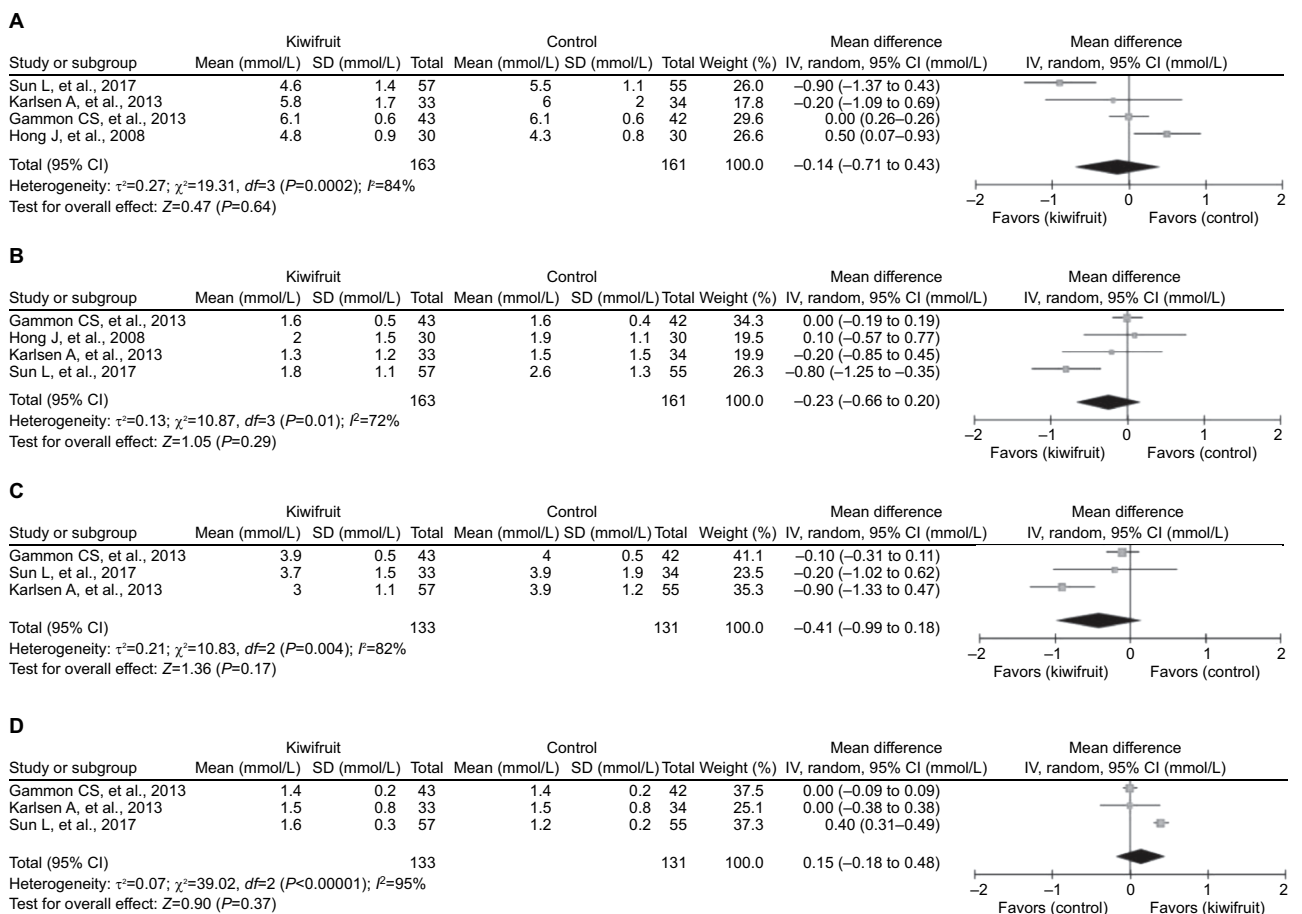 A
Kiwifruit Control Mean difference Mean difference
Study or subgroup Mean (mmol/L) SD (mmol/L) Total Mean (mmol/L) SD (mmol/L) Total Weight (%) IV, random, 95% CI (mmol/L) IV, random, 95% CI (mmol/L)
Sun L, et al., 2017 4.6 1.4 57 5.5 1.1 55 26.0 –0.90 (–1.37 to 0.43)
Karlsen A, et al., 2013 5.8 1.7 33 6 2 34 17.8 –0.20 (–1.09 to 0.69)
Gammon CS, et al., 2013 6.1 0.6 43 6.1 0.6 42 29.6 0.00 (0.26–0.26)
Hong J, et al., 2008 4.8 0.9 30 4.3 0.8 30 26.6 0.50 (0.07–0.93)
Total (95% CI) 163 161 100.0 –0.14 (–0.71 to 0.43)
Heterogeneity: τ²=0.27; χ²=19.31, df=3 (P=0.0002); I²=84%
Test for overall effect: Z=0.47 (P=0.64)
–2 –1 0 1 2
Favors (kiwifruit) Favors (control)
B
Kiwifruit Control Mean difference Mean difference
Study or subgroup Mean (mmol/L) SD (mmol/L) Total Mean (mmol/L) SD (mmol/L) Total Weight (%) IV, random, 95% CI (mmol/L) IV, random, 95% CI (mmol/L)
Gammon CS, et al., 2013 1.6 0.5 43 1.6 0.4 42 34.3 0.00 (–0.19 to 0.19)
Hong J, et al., 2008 2 1.5 30 1.9 1.1 30 19.5 0.10 (–0.57 to 0.77)
Karlsen A, et al., 2013 1.3 1.2 33 1.5 1.5 34 19.9 –0.20 (–0.85 to 0.45)
Sun L, et al., 2017 1.8 1.1 57 2.6 1.3 55 26.3 –0.80 (–1.25 to –0.35)
Total (95% CI) 163 161 100.0 –0.23 (–0.66 to 0.20)
Heterogeneity: τ²=0.13; χ²=10.87, df=3 (P=0.01); I²=72%
Test for overall effect: Z=1.05 (P=0.29)
–2 –1 0 1 2
Favors (kiwifruit) Favors (control)
C
Kiwifruit Control Mean difference Mean difference
Study or subgroup Mean (mmol/L) SD (mmol/L) Total Mean (mmol/L) SD (mmol/L) Total Weight (%) IV, random, 95% CI (mmol/L) IV, random, 95% CI (mmol/L)
Gammon CS, et al., 2013 3.9 0.5 43 4 0.5 42 41.1 –0.10 (–0.31 to 0.11)
Sun L, et al., 2017 3.7 1.5 33 3.9 1.9 34 23.5 –0.20 (–1.02 to 0.62)
Karlsen A, et al., 2013 3 1.1 57 3.9 1.2 55 35.3 –0.90 (–1.33 to 0.47)
Total (95% CI) 133 131 100.0 –0.41 (–0.99 to 0.18)
Heterogeneity: τ²=0.21; χ²=10.83, df=2 (P=0.004); I²=82%
Test for overall effect: Z=1.36 (P=0.17)
–2 –1 0 1 2
Favors (kiwifruit) Favors (control)
D
Kiwifruit Control Mean difference Mean difference
Study or subgroup Mean (mmol/L) SD (mmol/L) Total Mean (mmol/L) SD (mmol/L) Total Weight (%) IV, random, 95% CI (mmol/L) IV, random, 95% CI (mmol/L)
Gammon CS, et al., 2013 1.4 0.2 43 1.4 0.2 42 37.5 0.00 (–0.09 to 0.09)
Karlsen A, et al., 2013 1.5 0.8 33 1.5 0.8 34 25.1 0.00 (–0.38 to 0.38)
Sun L, et al., 2017 1.6 0.3 57 1.2 0.2 55 37.3 0.40 (0.31–0.49)
Total (95% CI) 133 131 100.0 0.15 (–0.18 to 0.48)
Heterogeneity: τ²=0.07; χ²=39.02, df=2 (P<0.00001); I²=95%
Test for overall effect: Z=0.90 (P=0.37)
–2 –1 0 1 2
Favors (control) Favors (kiwifruit)